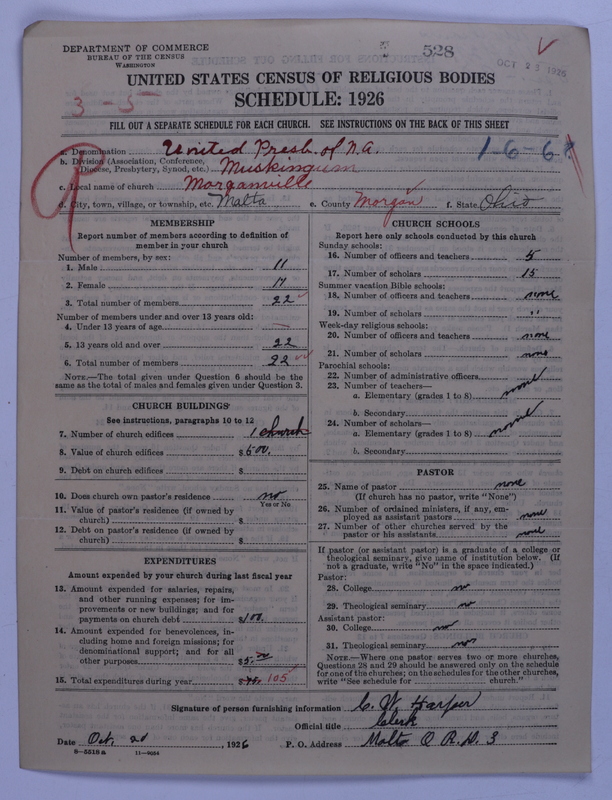 DEPARTMENT OF COMMERCE
BUREAU OF THE CENSUS
WASHINGTON
528
OCT 23 1926
UNITED STATES CENSUS OF RELIGIOUS BODIES
3-5
SCHEDULE: 1926
FILL OUT A SEPARATE SCHEDULE FOR EACH CHURCH. SEE INSTRUCTIONS ON THE BACK OF THIS SHEET
a. Denomination United Presb. of N.A.
1-6-68
b. Division (Association, Conference, Diocese, Presbytery, Synod, etc.) Muskingum
c. Local name of church Morganville
d. City, town, village, or township, etc. Malta e. County Morgan f. State Ohio
MEMBERSHIP
Report number of members according to definition of
member in your church
Number of members, by sex:
1. Male 11
2. Female
3. Total number of members 22
Number of members under and over 13 years old:
4. Under 13 years of age —
5. 13 years old and over 22
6. Total number of members 22
NOTE.—The total given under Question 6 should be the
same as the total of males and females given under Question 3.
CHURCH BUILDINGS
See instructions, paragraphs 10 to 12
7. Number of church edifices 1 church
8. Value of church edifices $500.
9. Debt on church edifices $
10. Does church own pastor's residence no
Yes or No
11. Value of pastor's residence (if owned by
church) $
12. Debt on pastor's residence (if owned by
church) $
EXPENDITURES
Amount expended by your church during last fiscal year
13. Amount expended for salaries, repairs,
and other running expenses; for im-
provements or new buildings; and for
payments on church debt $100.
14. Amount expended for benevolences, in-
cluding home and foreign missions; for
denominational support; and for all
other purposes $5.00
15. Total expenditures during year $ 105
CHURCH SCHOOLS
Report here only schools conducted by this church
Sunday schools:
16. Number of officers and teachers 5
17. Number of scholars 15
Summer vacation Bible schools:
18. Number of officers and teachers none
19. Number of scholars "
Week-day religious schools:
20. Number of officers and teachers none
21. Number of scholars none
Parochial schools:
22. Number of administrative officers
23. Number of teachers—
a. Elementary (grades 1 to 8) none
b. Secondary
24. Number of scholars—
a. Elementary (grades 1 to 8) none
b. Secondary
PASTOR
25. Name of pastor none
(If church has no pastor, write "None")
26. Number of ordained ministers, if any, em-
ployed as assistant pastors none
27. Number of other churches served by the
pastor or his assistants none
If pastor (or assistant pastor) is a graduate of a college or
theological seminary, give name of institution below. (If
not a graduate, write "No" in the space indicated.)
Pastor:
28. College no
29. Theological seminary no
Assistant pastor:
30. College no
31. Theological seminary no
NOTE.—Where one pastor serves two or more churches,
Questions 28 and 29 should be answered only on the schedule
for one of the churches; on the schedules for the other churches,
write "See schedule for church."
Signature of person furnishing information C. W. Harper
Official title Clerk
Date Oct. 2d, 1926 P. O. Address Malta O R.D. 3
8-5518a 11-9684